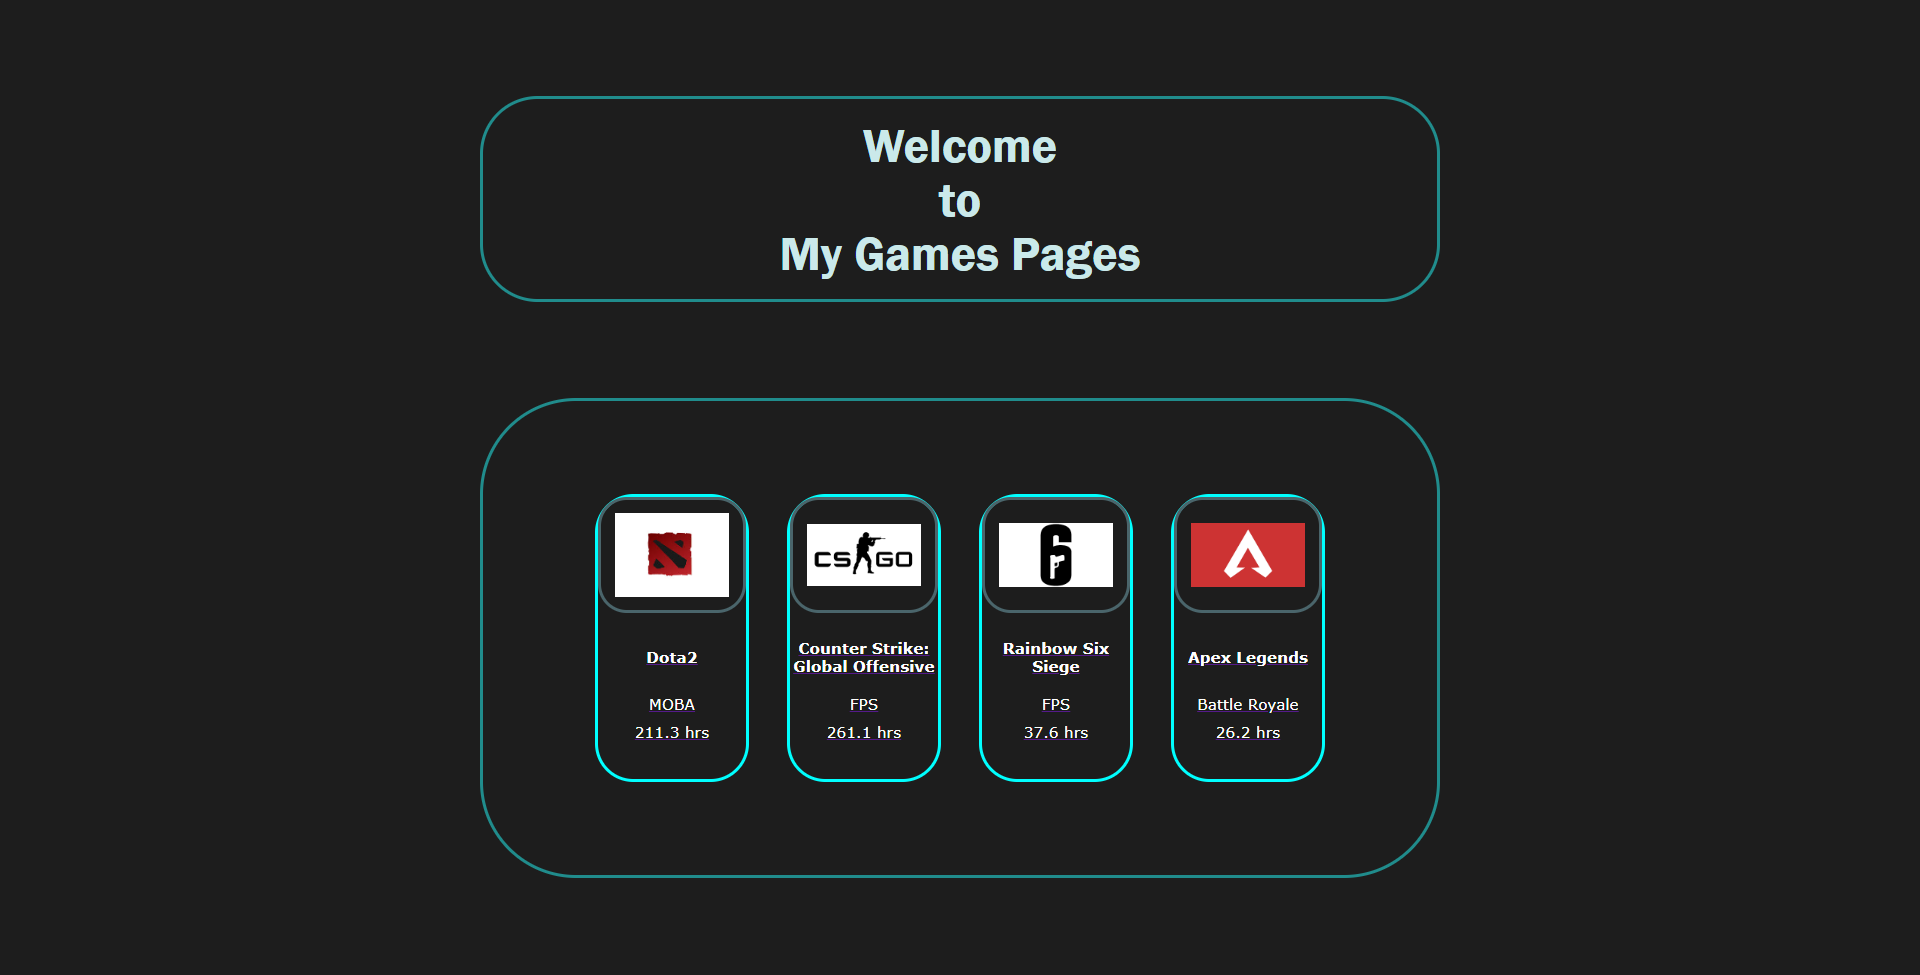 Welcome
to
My Games Pages
CS GO
6
Dota2
MOBA
211.3 hrs
Counter Strike:
Global Offensive
FPS
261.1 hrs
Rainbow Six
Siege
FPS
37.6 hrs
Apex Legends
Battle Royale
26.2 hrs